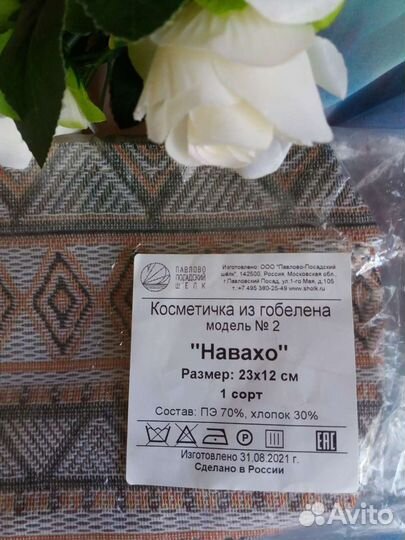 ПАВЛОВО
ПОСАДСКИЙ
ШЁЛК
Изготовлено: ООО "Павлово-Посадский
шёлк", 142500, Россия, Московская обл.,
г.Павловский Посад, ул.1-го Мая, д.105
т.:+7 495 380-25-49 www.sholk.ru
Косметичка из гобелена
модель № 2
"Навахо"
Размер: 23х12 см
1 сорт
Состав: ПЭ 70%, хлопок 30%
P
EAC
Изготовлено 31.08.2021 г.
Сделано в России
Avito